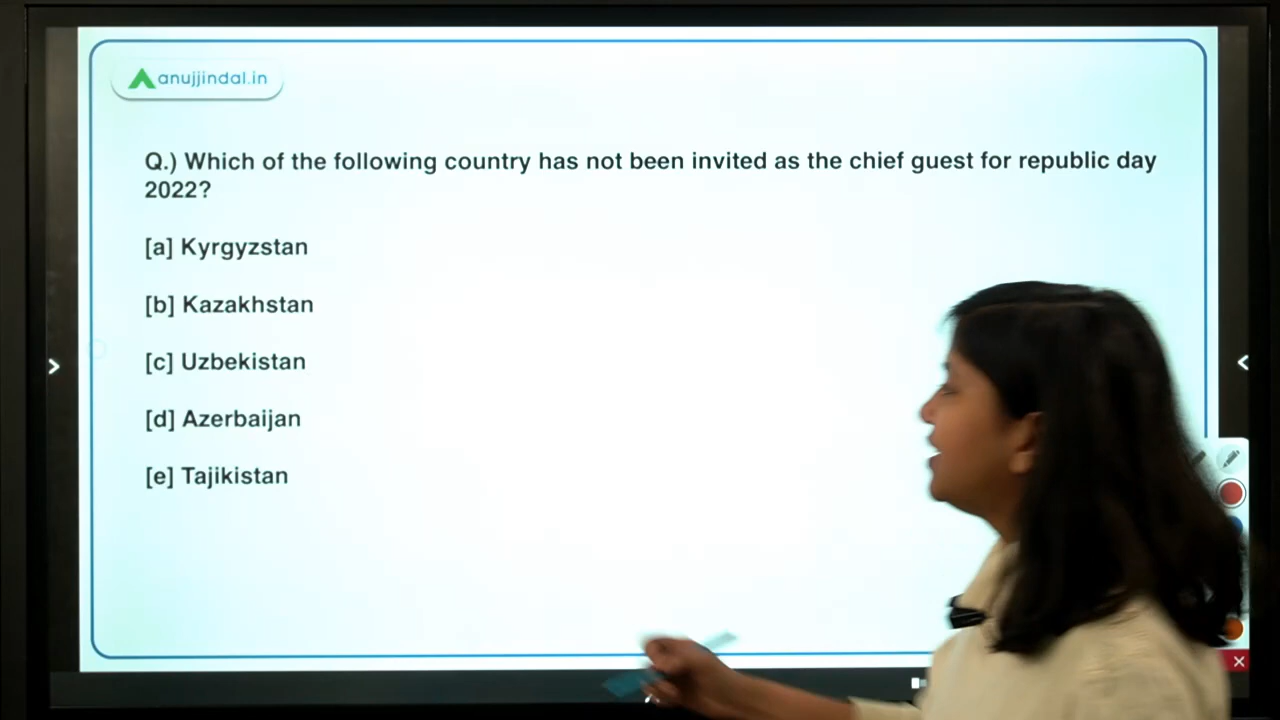 anujjindal.in
Q.) Which of the following country has not been invited as the chief guest for republic day
2022?
[a] Kyrgyzstan
[b] Kazakhstan
[c] Uzbekistan
[d] Azerbaijan
[e] Tajikistan